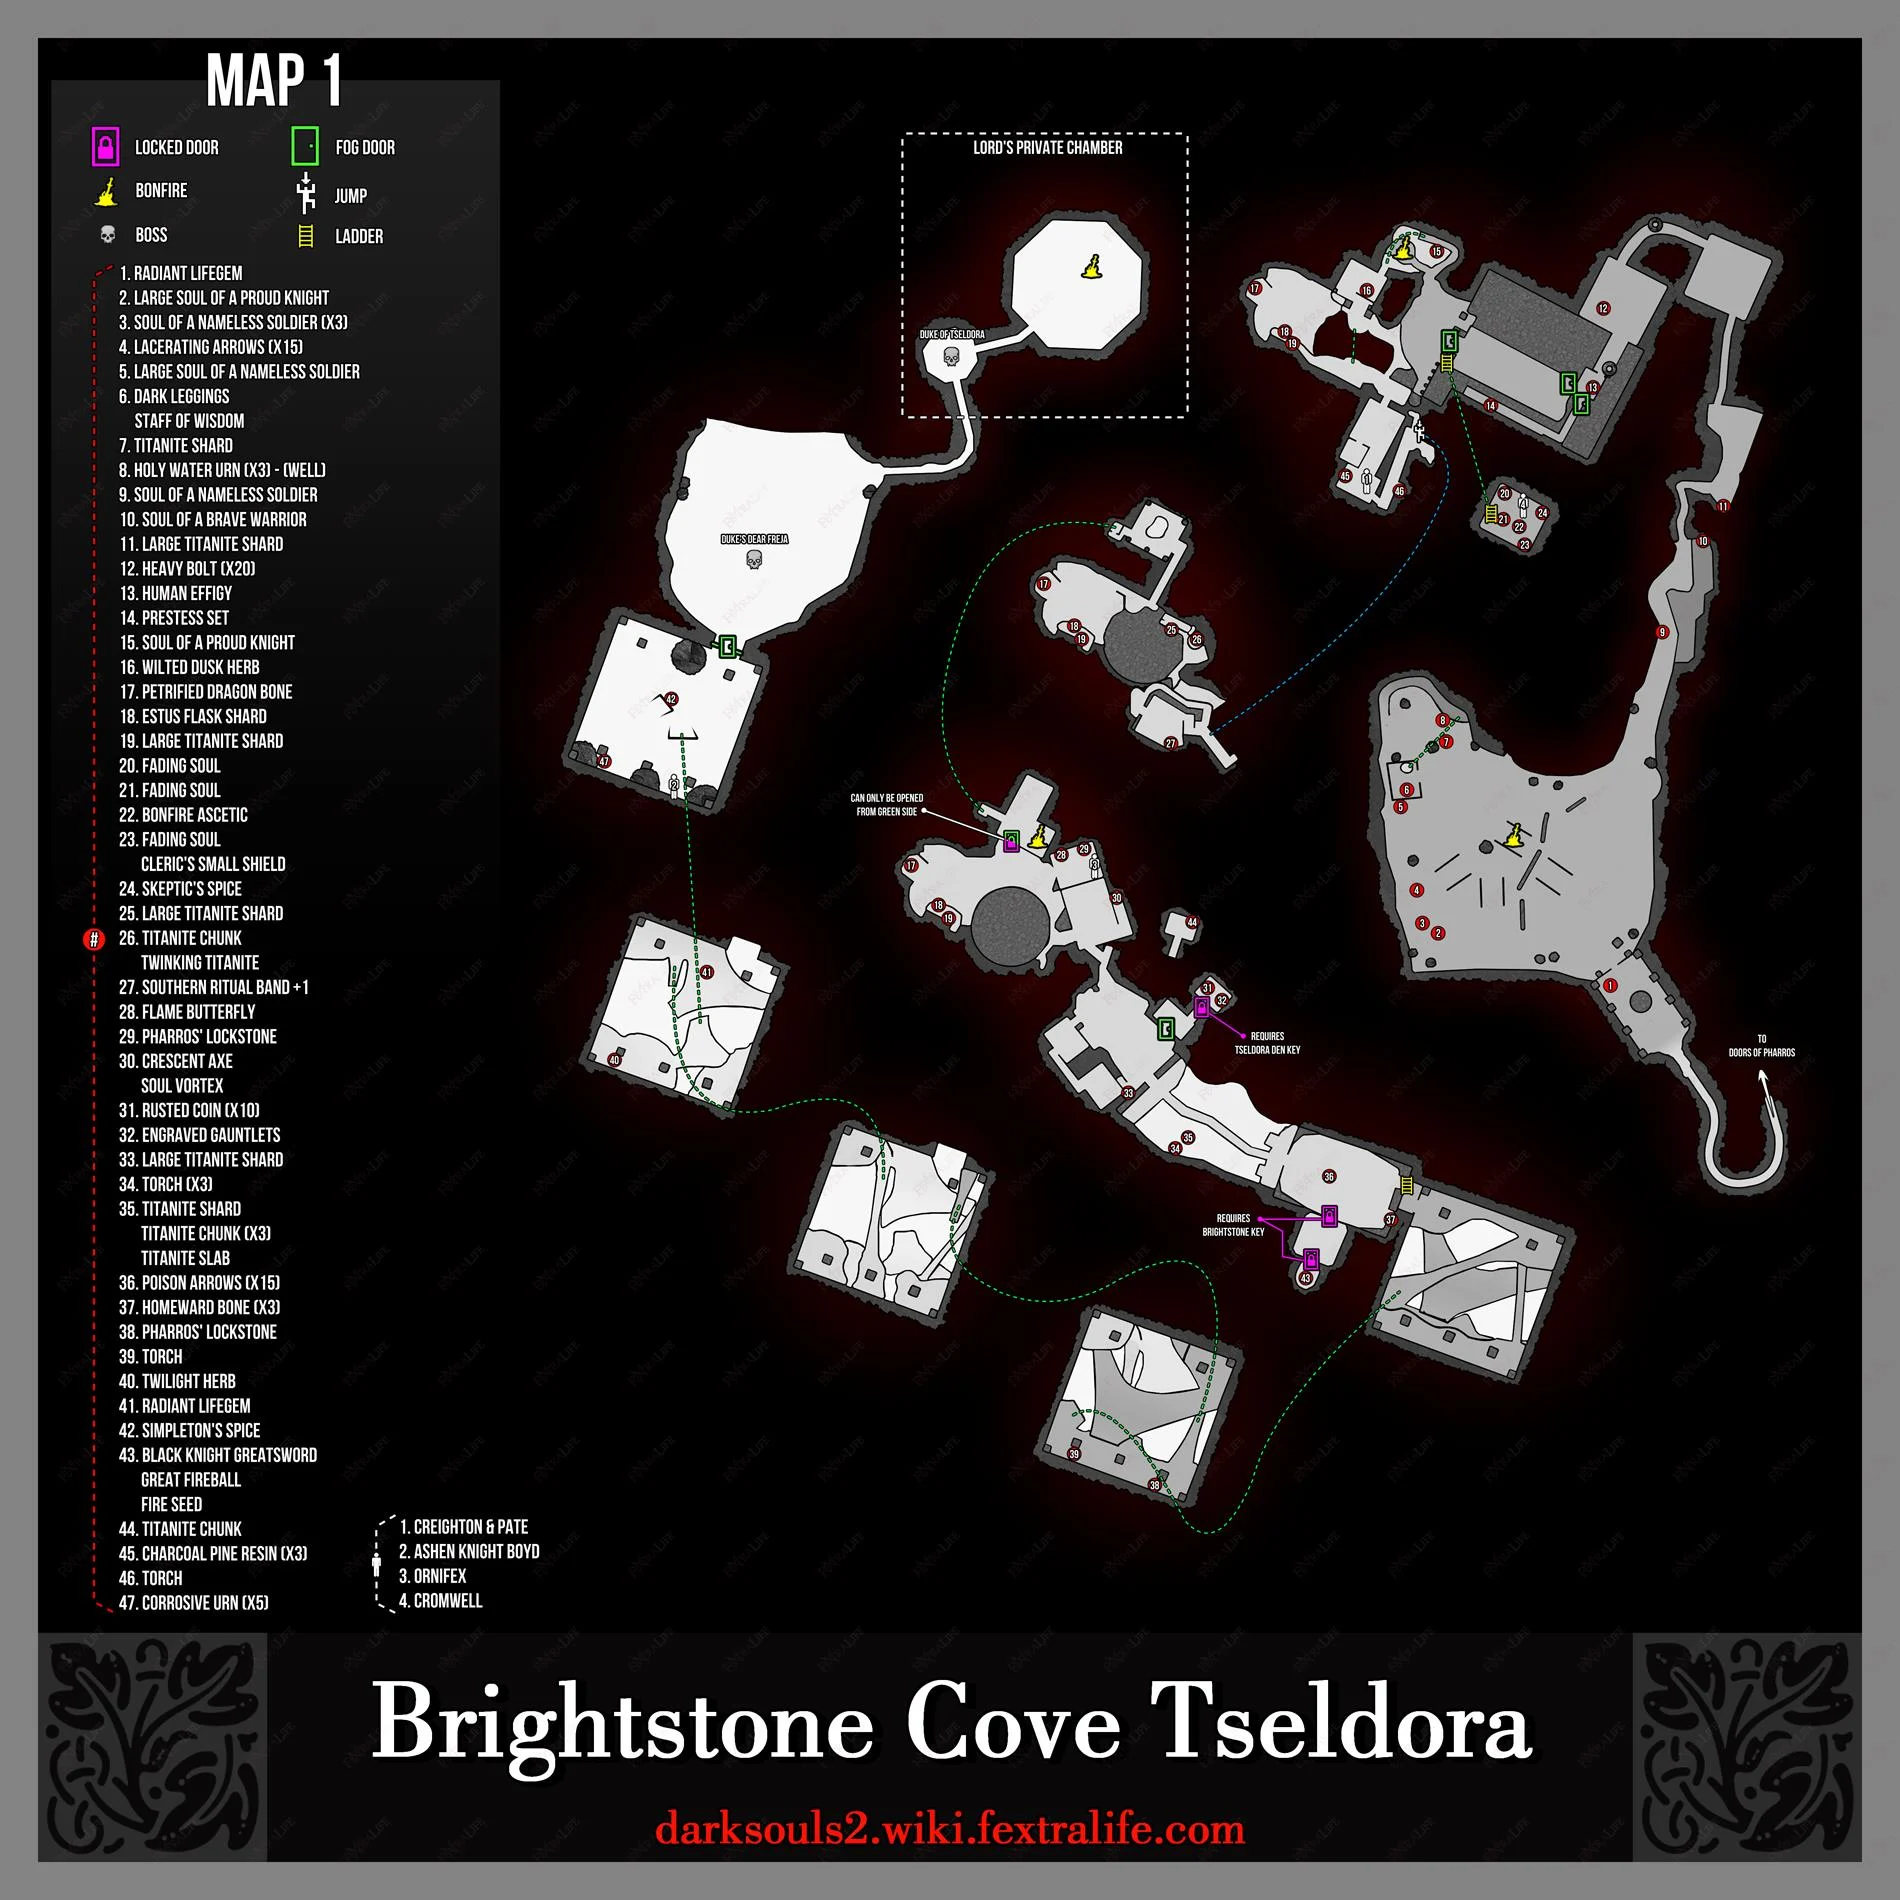 MAP 1
LOCKED DOOR
FOG DOOR
BONFIRE
JUMP
BOSS
LADDER
1. RADIANT LIFEGEM
2. LARGE SOUL OF A PROUD KNIGHT
3. SOUL OF A NAMELESS SOLDIER (X3)
4. LACERATING ARROWS (X15)
5. LARGE SOUL OF A NAMELESS SOLDIER
6. DARK LEGGINGS
STAFF OF WISDOM
7. TITANITE SHARD
8. HOLY WATER URN (X3) - (WELL)
9. SOUL OF A NAMELESS SOLDIER
10. SOUL OF A BRAVE WARRIOR
11. LARGE TITANITE SHARD
12. HEAVY BOLT (X20)
13. HUMAN EFFIGY
14. PRESTESS SET
15. SOUL OF A PROUD KNIGHT
16. WILTED DUSK HERB
17. PETRIFIED DRAGON BONE
18. ESTUS FLASK SHARD
19. LARGE TITANITE SHARD
20. FADING SOUL
21. FADING SOUL
22. BONFIRE ASCETIC
23. FADING SOUL
CLERIC'S SMALL SHIELD
24. SKEPTIC'S SPICE
25. LARGE TITANITE SHARD
# 26. TITANITE CHUNK
TWINKING TITANITE
27. SOUTHERN RITUAL BAND +1
28. FLAME BUTTERFLY
29. PHARROS' LOCKSTONE
30. CRESCENT AXE
SOUL VORTEX
31. RUSTED COIN (X10)
32. ENGRAVED GAUNTLETS
33. LARGE TITANITE SHARD
34. TORCH (X3)
35. TITANITE SHARD
TITANITE CHUNK (X3)
TITANITE SLAB
36. POISON ARROWS (X15)
37. HOMEWARD BONE (X3)
38. PHARROS' LOCKSTONE
39. TORCH
40. TWILIGHT HERB
41. RADIANT LIFEGEM
42. SIMPLETON'S SPICE
43. BLACK KNIGHT GREATSWORD
GREAT FIREBALL
FIRE SEED
44. TITANITE CHUNK
45. CHARCOAL PINE RESIN (X3)
46. TORCH
47. CORROSIVE URN (X5)
1. CREIGHTON & PATE
2. ASHEN KNIGHT BOYD
3. ORNIFEX
4. CROMWELL
LORD'S PRIVATE CHAMBER
DUKE OF TSELDORA
DUKE'S DEAR FREJA
CAN ONLY BE OPENED
FROM GREEN SIDE
REQUIRES
TSELDORA DEN KEY
REQUIRES
BRIGHTSTONE KEY
TO
DOORS OF PHARROS
15
17
16
12
18
19
13
14
45
1
46
20
4
24
21
22
23
11
10
9
17
18
19
25
26
27
8
7
6
5
4
3
2
1
42
47
2
28
29
3
17
30
18
19
44
31
32
41
40
33
35
34
36
37
43
39
38
Brightstone Cove Tseldora
darksouls2.wiki.fextralife.com